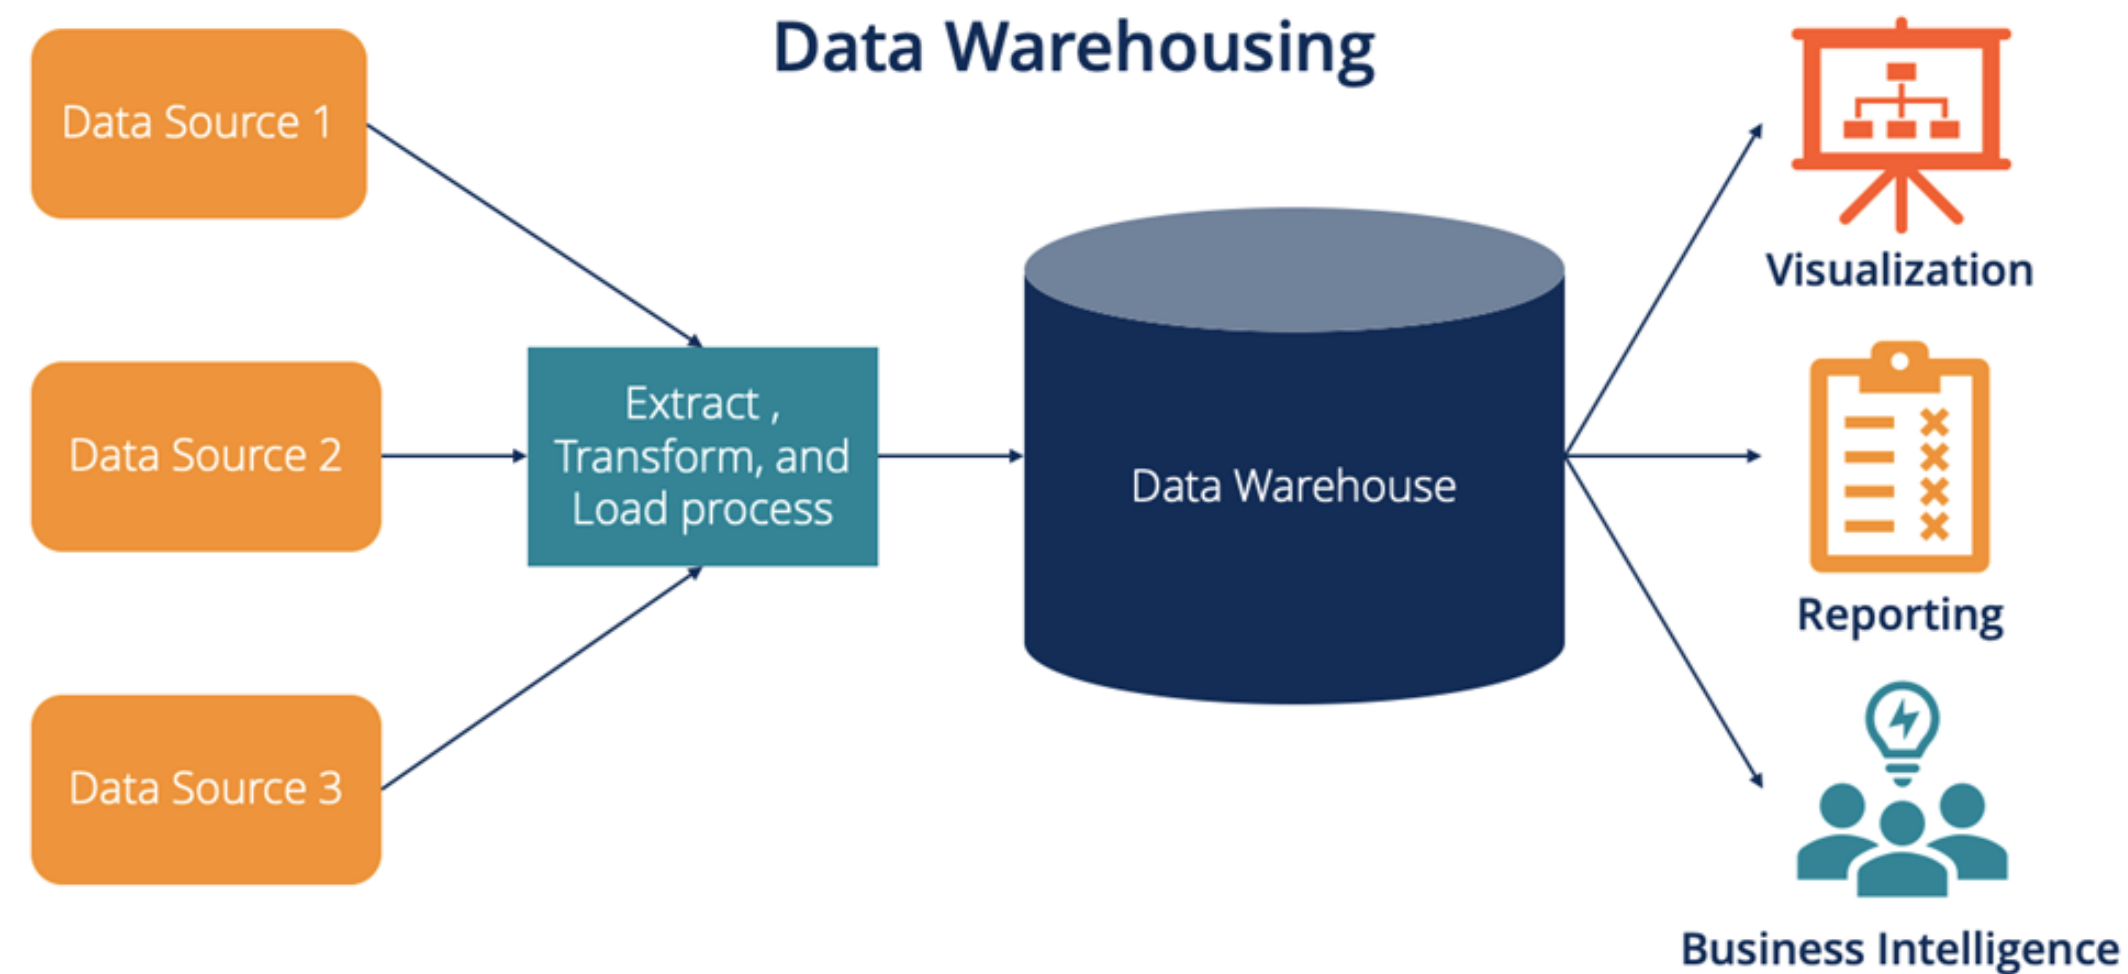 Data Warehousing
Data Source 1
Data Source 2
Data Source 3
Extract ,
Transform, and
Load process
Data Warehouse
Visualization
Reporting
Business Intelligence